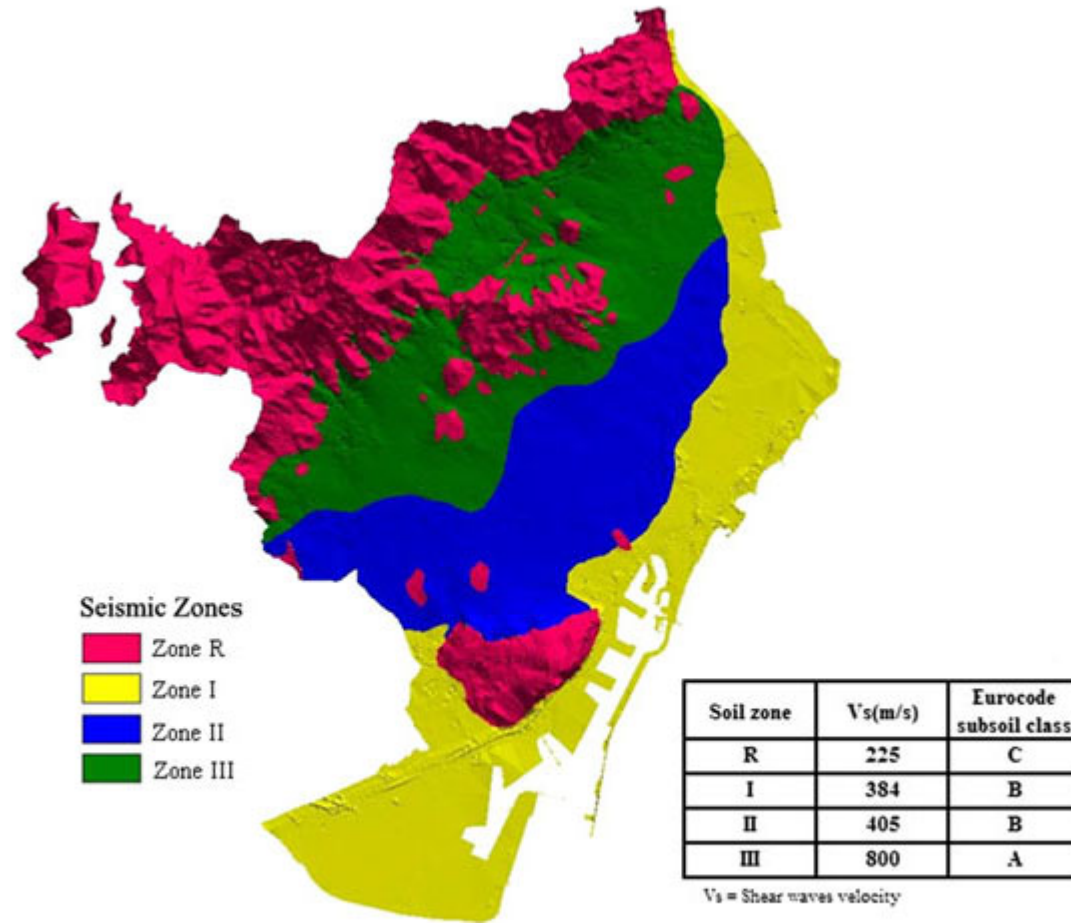 Seismic Zones
Zone R
Zone I
Zone II
Zone III
Soil zone Vs(m/s) Eurocode subsoil class
R 225 C
I 384 B
II 405 B
III 800 A
Vs = Shear waves velocity